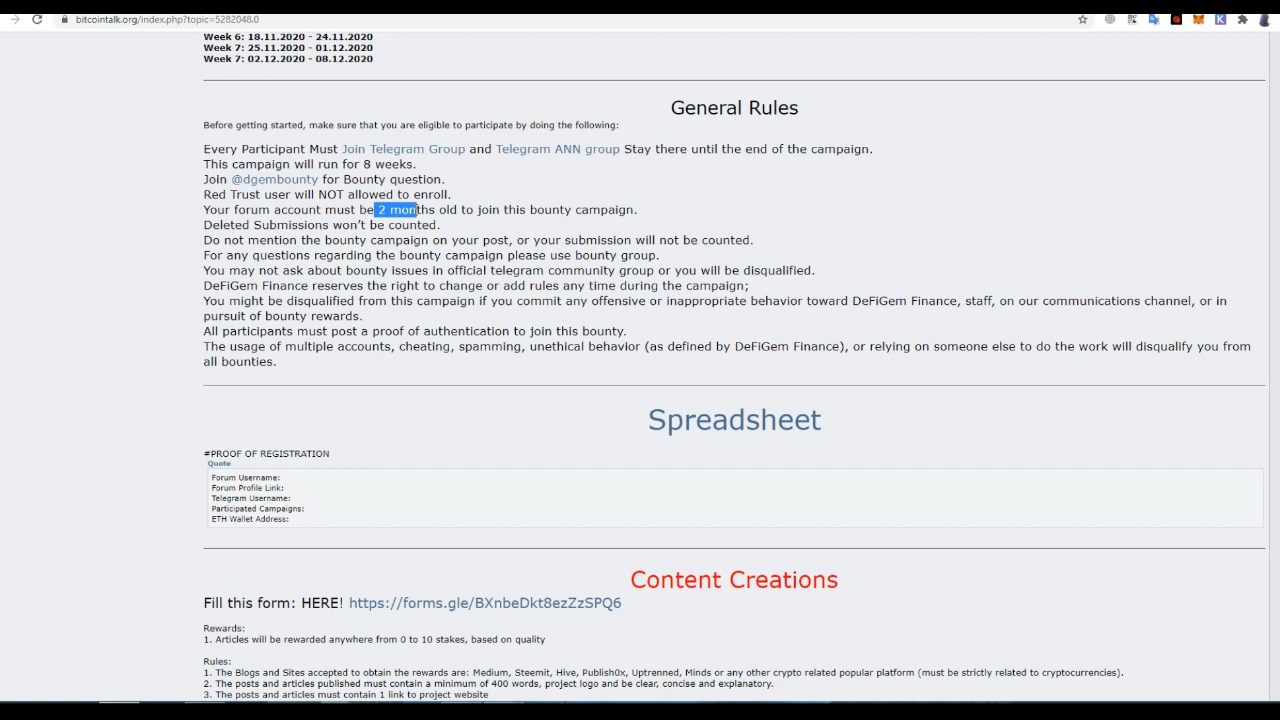 bitcointalk.org/index.php?topic=5282048.0
Week 6: 18.11.2020 - 24.11.2020
Week 7: 25.11.2020 - 01.12.2020
Week 7: 02.12.2020 - 08.12.2020
General Rules
Before getting started, make sure that you are eligible to participate by doing the following:
Every Participant Must Join Telegram Group and Telegram ANN group Stay there until the end of the campaign.
This campaign will run for 8 weeks.
Join @dgembounty for Bounty question.
Red Trust user will NOT allowed to enroll.
Your forum account must be 2 months old to join this bounty campaign.
Deleted Submissions won't be counted.
Do not mention the bounty campaign on your post, or your submission will not be counted.
For any questions regarding the bounty campaign please use bounty group.
You may not ask about bounty issues in official telegram community group or you will be disqualified.
DeFiGem Finance reserves the right to change or add rules any time during the campaign;
You might be disqualified from this campaign if you commit any offensive or inappropriate behavior toward DeFiGem Finance, staff, on our communications channel, or in
pursuit of bounty rewards.
All participants must post a proof of authentication to join this bounty.
The usage of multiple accounts, cheating, spamming, unethical behavior (as defined by DeFiGem Finance), or relying on someone else to do the work will disqualify you from
all bounties.
Spreadsheet
#PROOF OF REGISTRATION
Quote
Forum Username:
Forum Profile Link:
Telegram Username:
Participated Campaigns:
ETH Wallet Address:
Content Creations
Fill this form: HERE! https://forms.gle/BXnbeDkt8ezZzSPQ6
Rewards:
1. Articles will be rewarded anywhere from 0 to 10 stakes, based on quality
Rules:
1. The Blogs and Sites accepted to obtain the rewards are: Medium, Steemit, Hive, Publish0x, Uptrenned, Minds or any other crypto related popular platform (must be strictly related to cryptocurrencies).
2. The posts and articles published must contain a minimum of 400 words, project logo and be clear, concise and explanatory.
3. The posts and articles must contain 1 link to project website